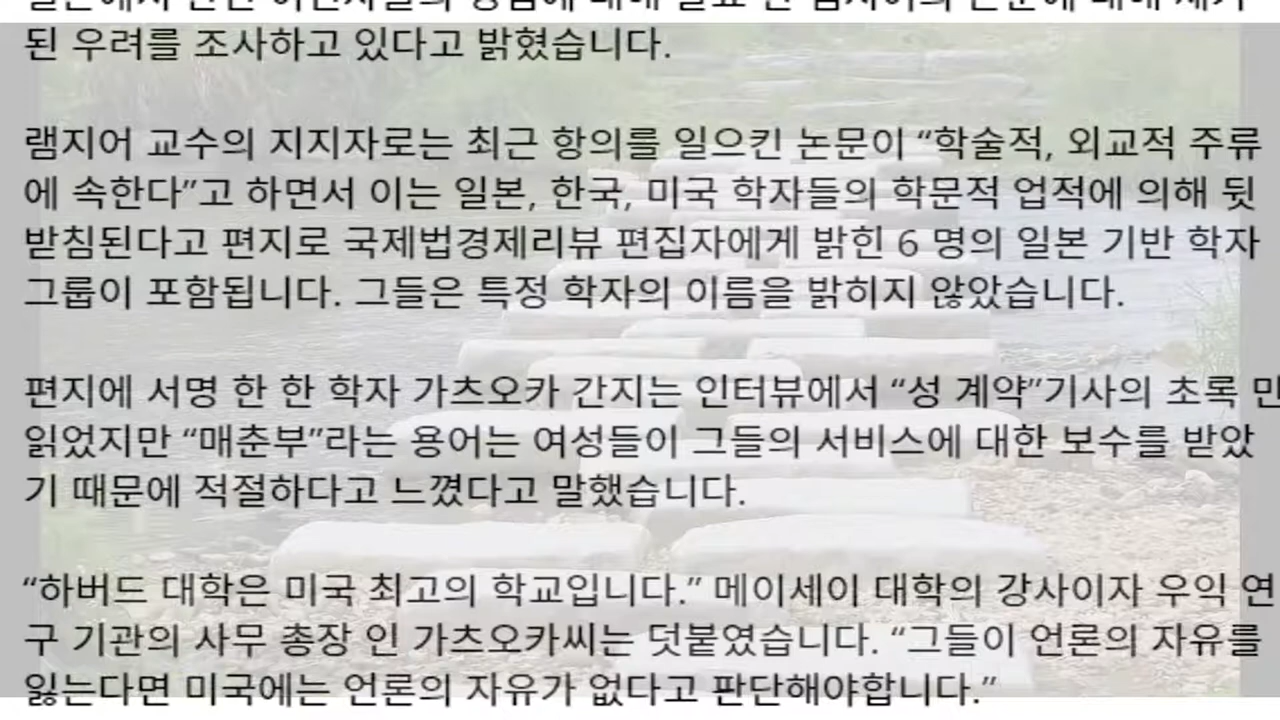 된 우려를 조사하고 있다고 밝혔습니다.
램지어 교수의 지지자로는 최근 항의를 일으킨 논문이 “학술적, 외교적 주류
에 속한다”고 하면서 이는 일본, 한국, 미국 학자들의 학문적 업적에 의해 뒷
받침된다고 편지로 국제법경제리뷰 편집자에게 밝힌 6 명의 일본 기반 학자
그룹이 포함됩니다. 그들은 특정 학자의 이름을 밝히지 않았습니다.
편지에 서명 한 한 학자 가츠오카 간지는 인터뷰에서 “성 계약”기사의 초록 만
읽었지만 “매춘부”라는 용어는 여성들이 그들의 서비스에 대한 보수를 받았
기 때문에 적절하다고 느꼈다고 말했습니다.
“하버드 대학은 미국 최고의 학교입니다.” 메이세이 대학의 강사이자 우익 연
구 기관의 사무 총장 인 가츠오카씨는 덧붙였습니다. “그들이 언론의 자유를
잃는다면 미국에는 언론의 자유가 없다고 판단해야합니다.”